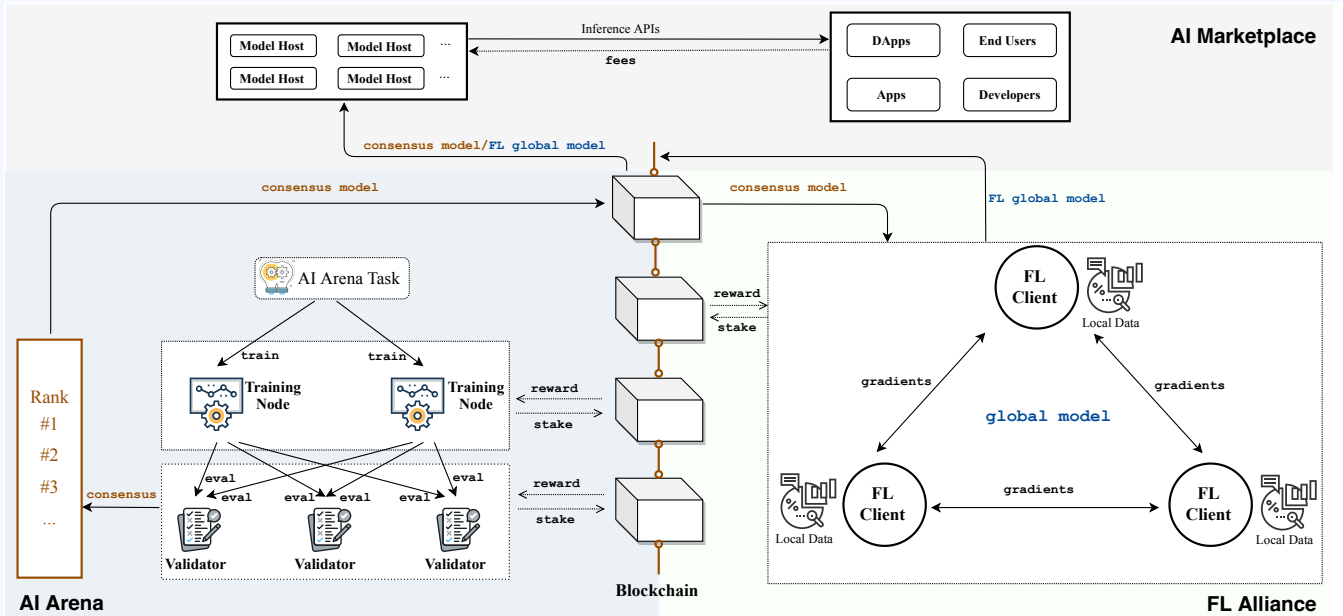 AI Marketplace
Model Host
Model Host
...
Model Host
Model Host
...
Inference APIs
fees
DApps
End Users
Apps
Developers
consensus model/FL global model
consensus model
consensus model
FL global model
AI Arena Task
train
train
Training
Node
Training
Node
reward
stake
reward
stake
reward
stake
Rank
#1
#2
#3
...
consensus
eval
eval
eval
eval
eval
eval
Validator
Validator
Validator
Blockchain
AI Arena
FL
Client
Local Data
gradients
gradients
global model
FL
Client
Local Data
gradients
FL
Client
Local Data
FL Alliance